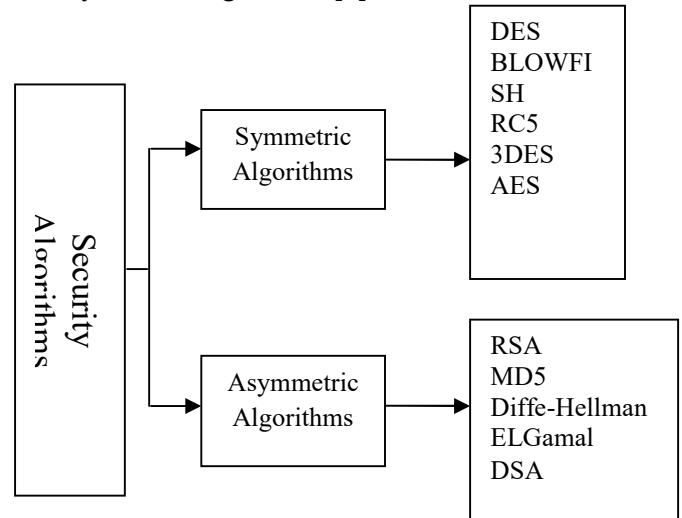 Security
Algorithms
Symmetric
Algorithms
DES
BLOWFI
SH
RC5
3DES
AES
Asymmetric
Algorithms
RSA
MD5
Diffe-Hellman
ELGamal
DSA